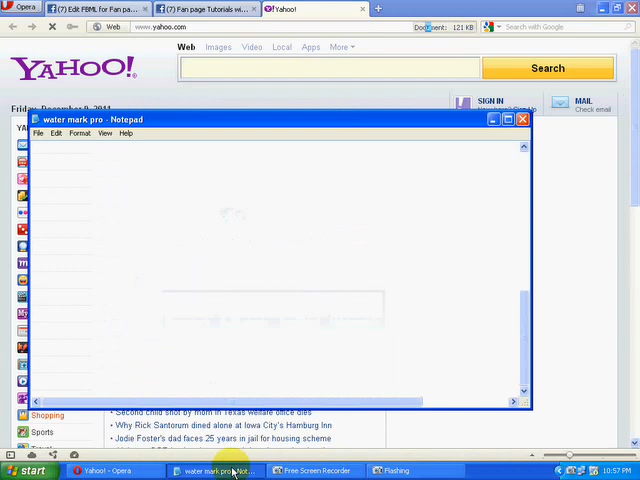 Opera
(7) Edit FBML for Fan pa...
(7) Fan page Tutorials wi...
Yahoo!
Web
www.yahoo.com
Document: 121 KB
Search with Google
Web Images Video Local Apps More
YAHOO!
Search
SIGN IN
MAIL
Check email
Friday, December 9, 2011
water mark pro - Notepad
File Edit Format View Help
Shopping
Sports
• Second child shot by mom in Texas welfare office dies
• Why Rick Santorum dined alone at Iowa City's Hamburg Inn
• Jodie Foster's dad faces 25 years in jail for housing scheme
start
Yahoo! - Opera
water mark pro - Not...
Free Screen Recorder
Flashing
10:57 PM